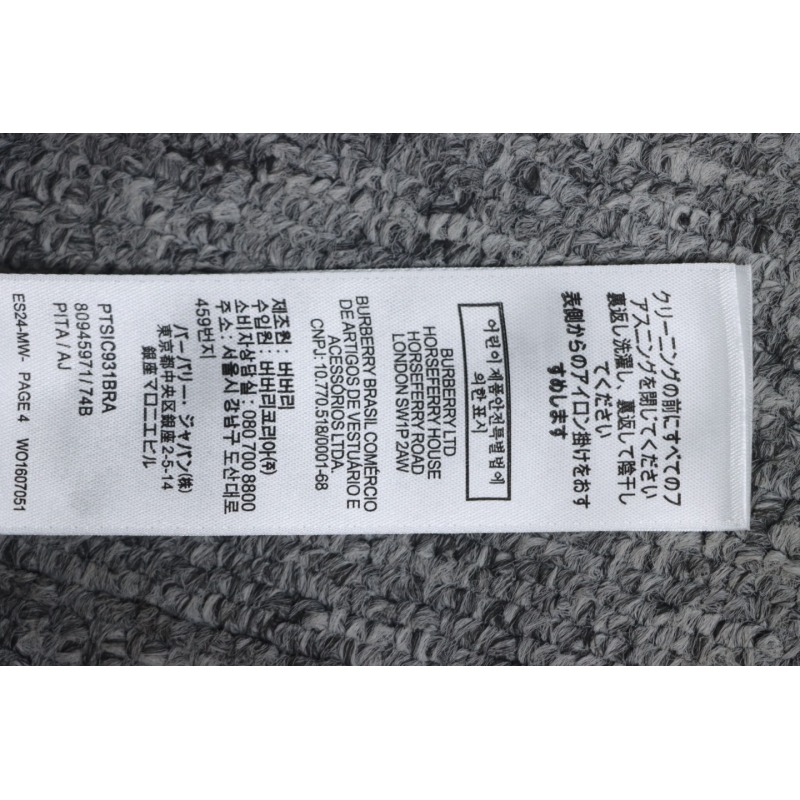 クリーニングの前にすべてのフ
アスニングを閉じてください
裏返し洗濯し、裏返して陰干し
てください
表側からのアイロン掛けをおす
すめします
어린이제품안전특별법에
의한 표시
BURBERRY LTD
HORSEFERRY HOUSE
HORSEFERRY ROAD
LONDON SW1P 2AW
BURBERRY BRASIL COMÉRCIO
DE ARTIGOS DE VESTUÁRIO E
ACESSORIOS LTDA.
CNPJ: 10.770.518/0001-68
제조원 : 버버리
수입원 : 버버리코리아(주)
소비자상담실 : 080 700 8800
주소 : 서울시 강남구 도산대로
459번지
バーバリー・ジャパン(株)
東京都中央区銀座2-5-14
銀座マロニエビル
PTSIC931BRA
80945971/74B
PITA / AJ
ES24-MW- PAGE 4 WO1607051